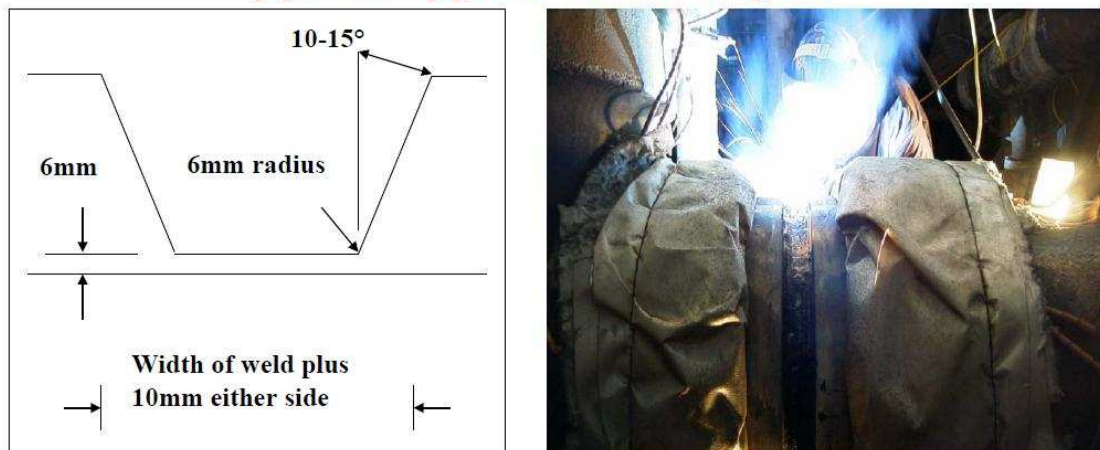 10-15°
6mm
6mm radius
Width of weld plus
10mm either side